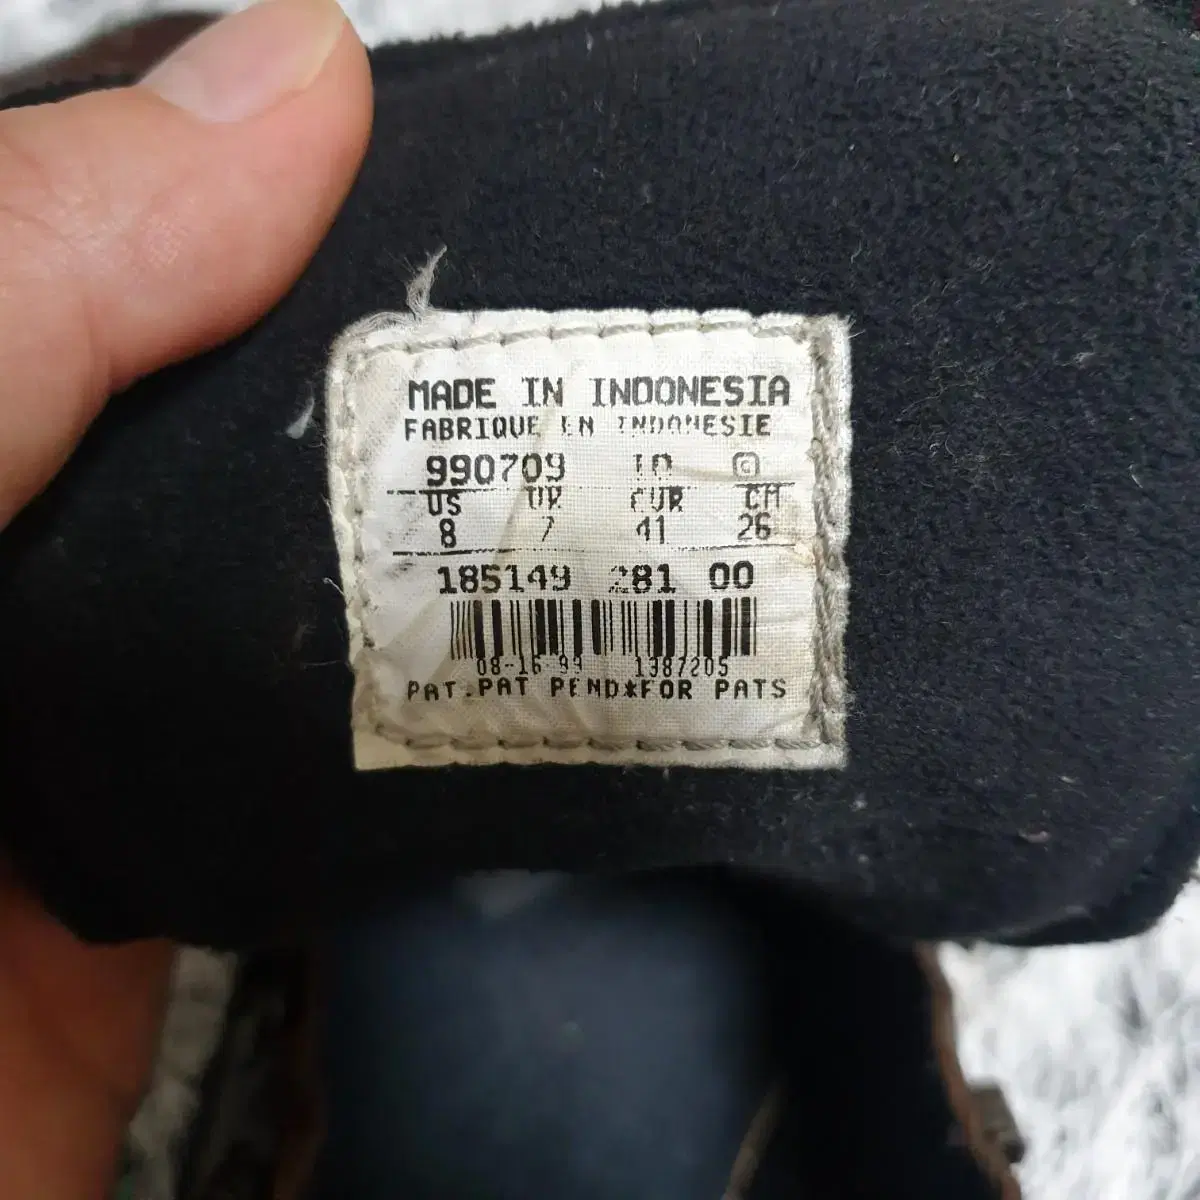 MADE IN INDONESIA
FABRIQUE EN INDONESIE
990709 IO G
US UK EUR CM
8 7 41 26
185149 281 00
08-16-99 1387205
PAT.PAT PEND*FOR PATS